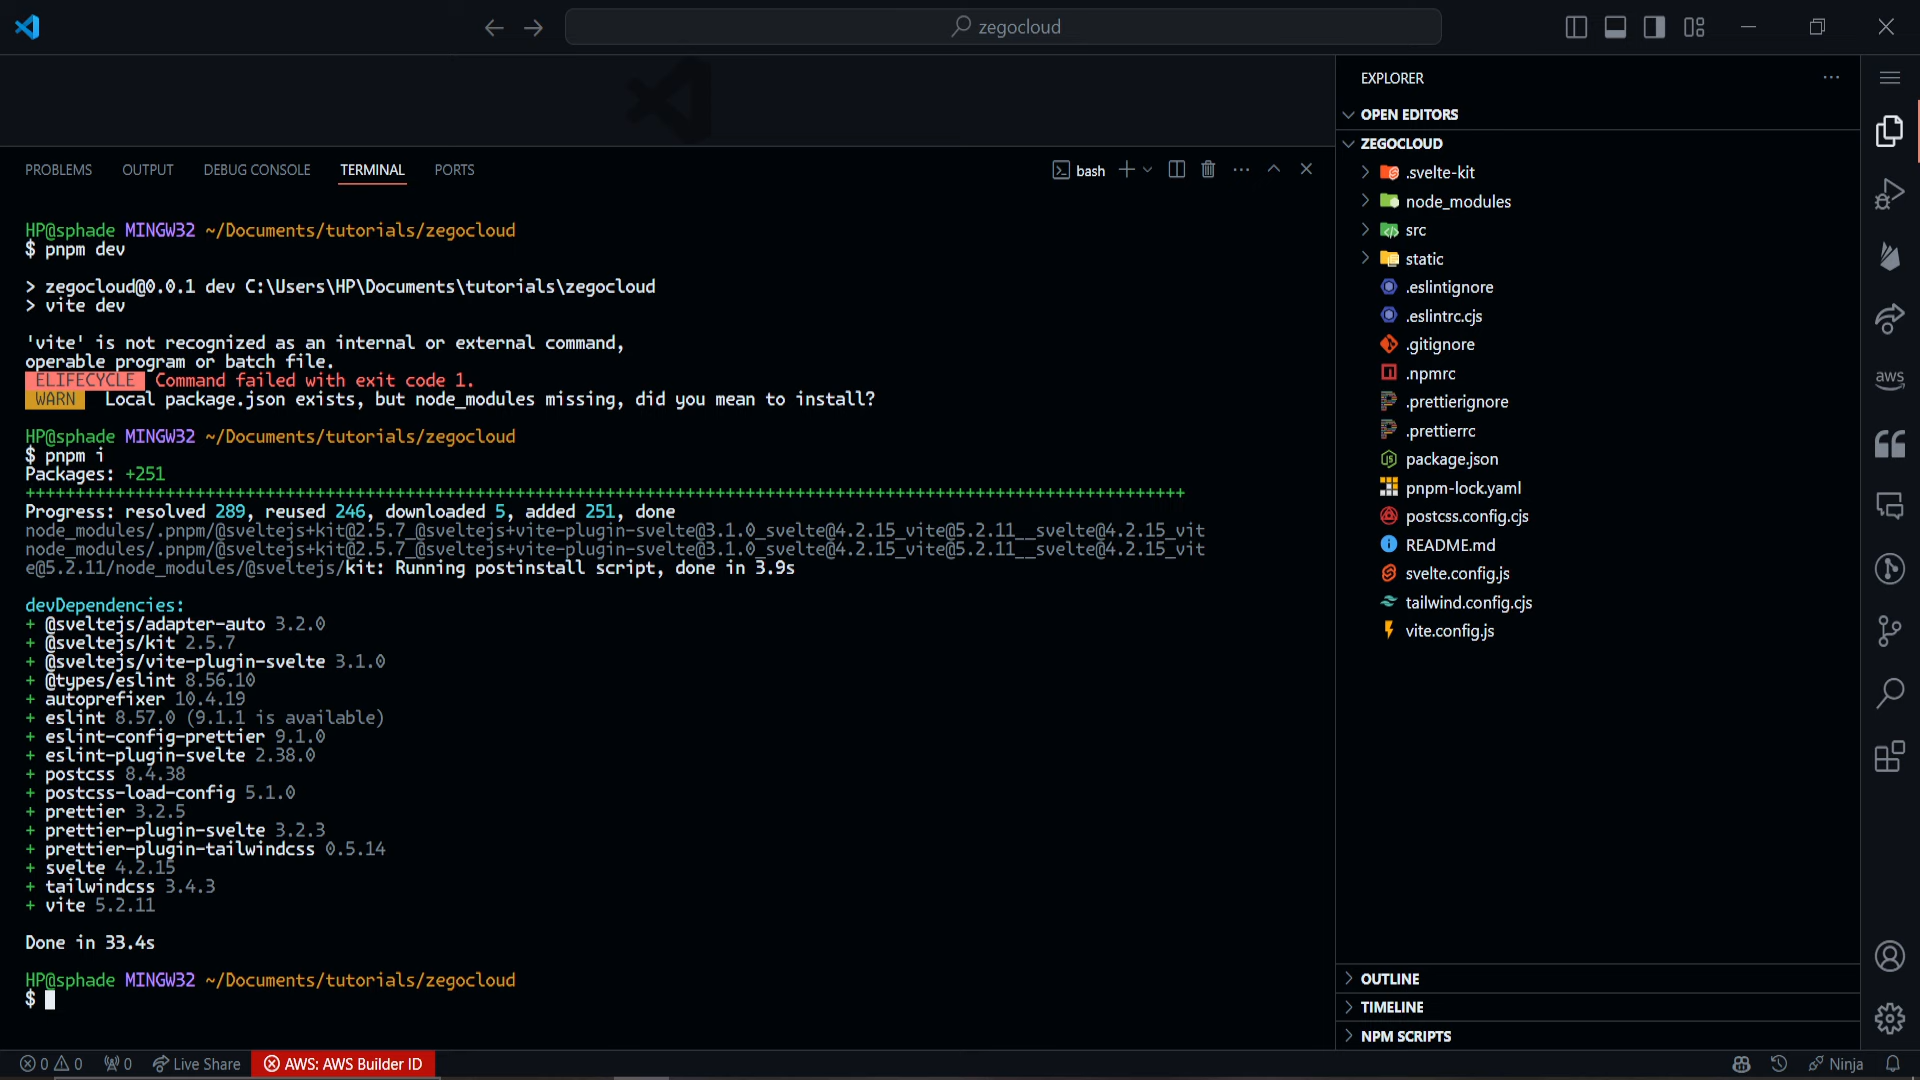 zegocloud
PROBLEMS OUTPUT DEBUG CONSOLE TERMINAL PORTS
bash
HP@sphade MINGW32 ~/Documents/tutorials/zegocloud
$ pnpm dev
> zegocloud@0.0.1 dev C:\Users\HP\Documents\tutorials\zegocloud
> vite dev
'vite' is not recognized as an internal or external command,
operable program or batch file.
ELIFECYCLE Command failed with exit code 1.
WARN Local package.json exists, but node_modules missing, did you mean to install?
HP@sphade MINGW32 ~/Documents/tutorials/zegocloud
$ pnpm i
Packages: +251
++++++++++++++++++++++++++++++++++++++++++++++++++++++++++++++++++++++++++++++++++++++++++++++++++++++++++++++++++++
Progress: resolved 289, reused 246, downloaded 5, added 251, done
node_modules/.pnpm/@sveltejs+kit@2.5.7_@sveltejs+vite-plugin-svelte@3.1.0_svelte@4.2.15_vite@5.2.11__svelte@4.2.15_vit
node_modules/.pnpm/@sveltejs+kit@2.5.7_@sveltejs+vite-plugin-svelte@3.1.0_svelte@4.2.15_vite@5.2.11__svelte@4.2.15_vit
e@5.2.11/node_modules/@sveltejs/kit: Running postinstall script, done in 3.9s
devDependencies:
+ @sveltejs/adapter-auto 3.2.0
+ @sveltejs/kit 2.5.7
+ @sveltejs/vite-plugin-svelte 3.1.0
+ @types/eslint 8.56.10
+ autoprefixer 10.4.19
+ eslint 8.57.0 (9.1.1 is available)
+ eslint-config-prettier 9.1.0
+ eslint-plugin-svelte 2.38.0
+ postcss 8.4.38
+ postcss-load-config 5.1.0
+ prettier 3.2.5
+ prettier-plugin-svelte 3.2.3
+ prettier-plugin-tailwindcss 0.5.14
+ svelte 4.2.15
+ tailwindcss 3.4.3
+ vite 5.2.11
Done in 33.4s
HP@sphade MINGW32 ~/Documents/tutorials/zegocloud
$
EXPLORER
OPEN EDITORS
ZEGOCLOUD
.svelte-kit
node_modules
src
static
.eslintignore
.eslintrc.cjs
.gitignore
.npmrc
.prettierignore
.prettierrc
package.json
pnpm-lock.yaml
postcss.config.cjs
README.md
svelte.config.js
tailwind.config.cjs
vite.config.js
OUTLINE
TIMELINE
NPM SCRIPTS
aws
0 0 0 Live Share AWS: AWS Builder ID Ninja